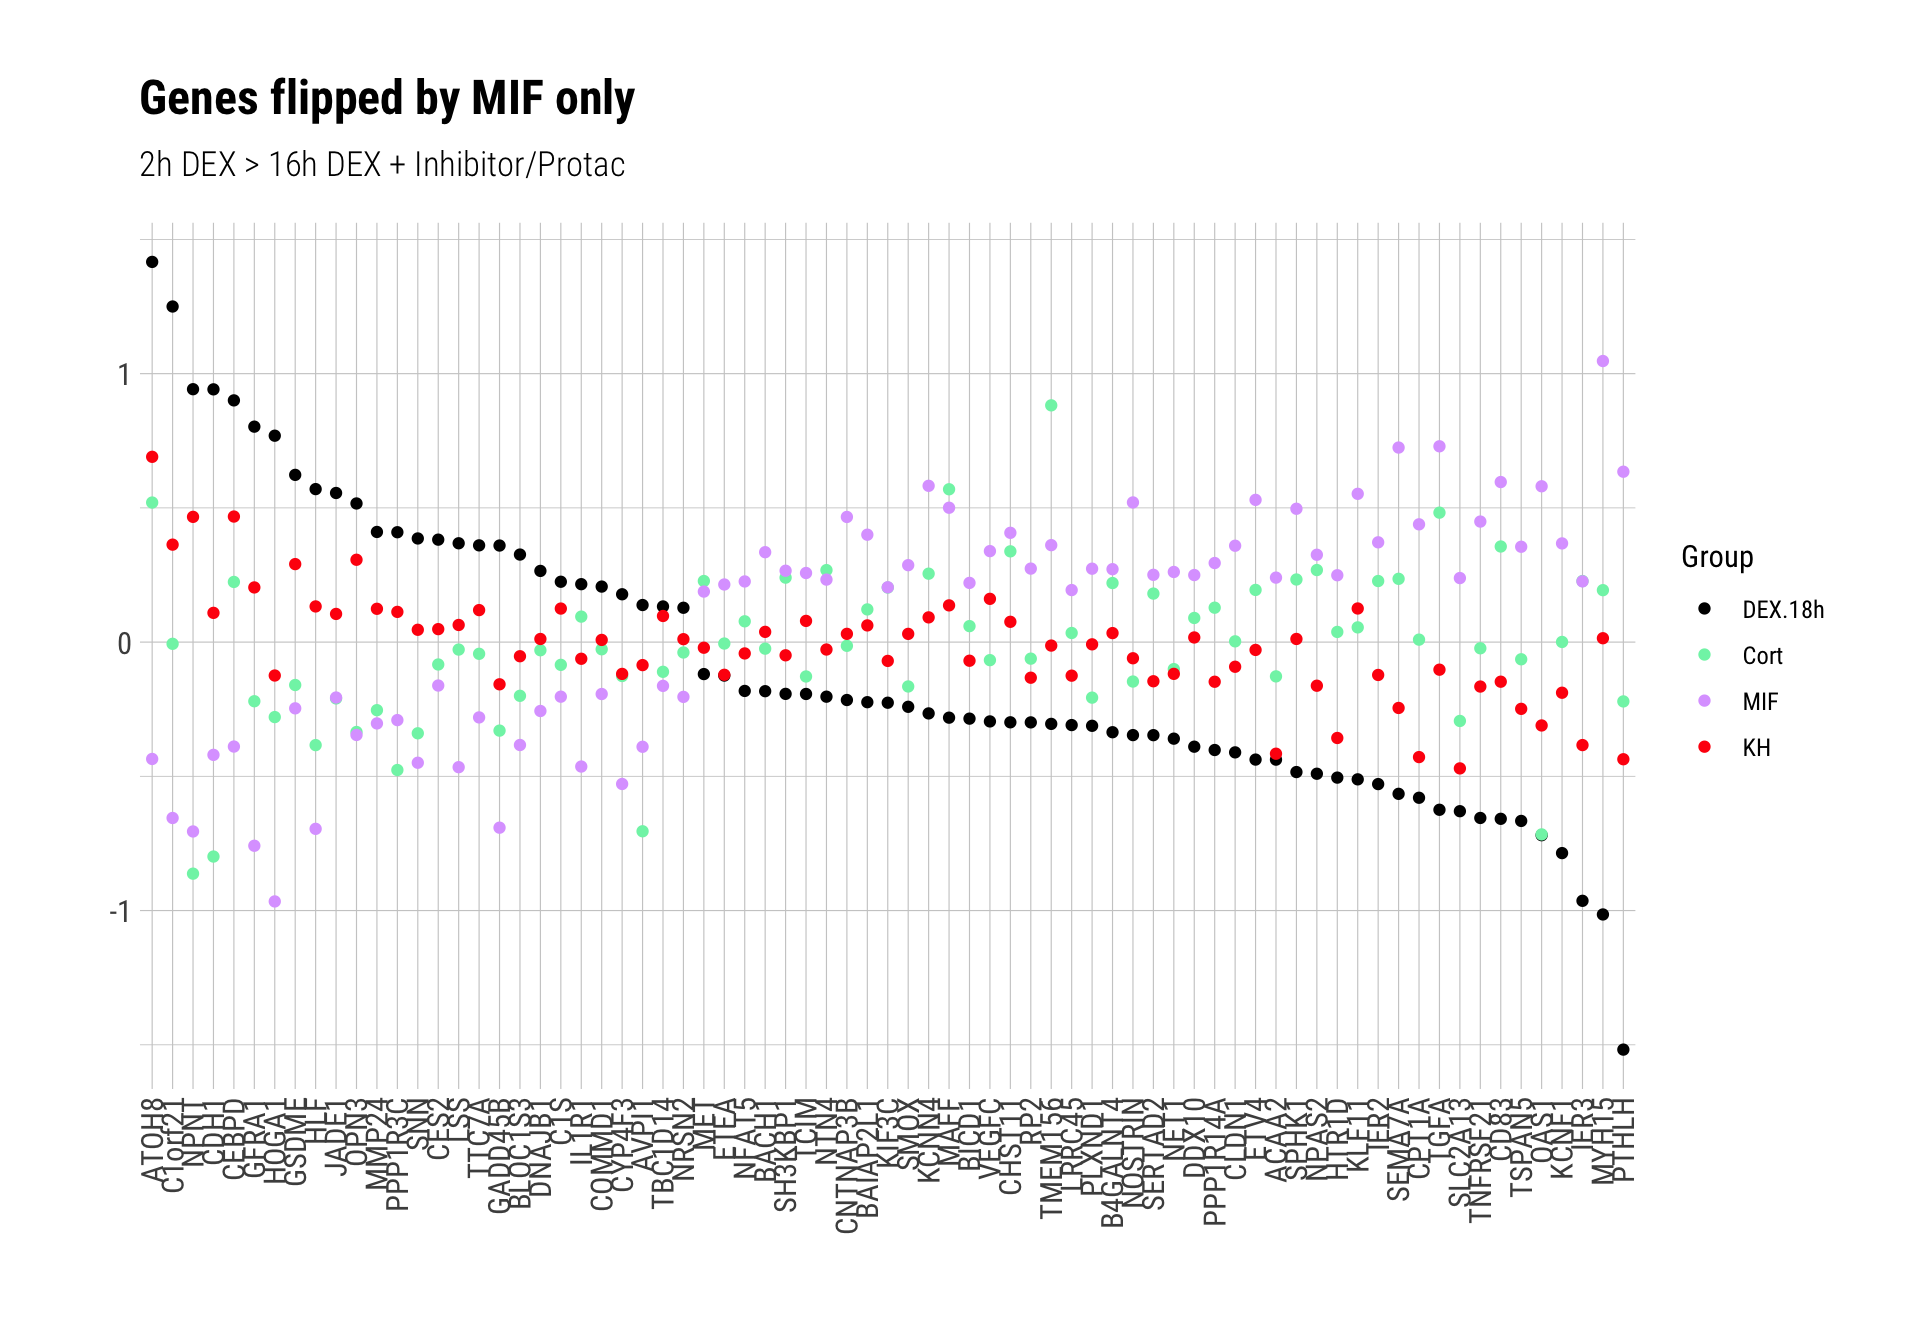 Genes flipped by MIF only
2h DEX > 16h DEX + Inhibitor/Protac
1
0
-1
Group
DEX.18h
Cort
MIF
KH
ATOH8
C1orf21
NPNT
CDH1
CEBPD
GFRA1
HOGA1
GSDME
HLF
JADE1
OPN3
MMP24
PPP1R3C
SNN
CES2
LSS
TTC7A
GADD45B
BLOC1S3
DNAJB1
C1S
IL1R1
COMMD1
CYP4F3
AVPI1
TBC1D14
NRSN2
IMF1
ETFA
NFAT5
BACH1
SH3KBP1
TCIM
NTN4
CNTNAP3B
BAIAP2L1
KIF3C
SMOX
KCNN4
MAFF
BICD1
VEGFC
CHST11
RP2
TMEM156
LRRC45
PLXND1
B4GALNT4
NOSTRIN
SERTAD2
NET1
DDX10
PPP1R14A
CLDN1
ETV4
ACAA2
SPHK1
NPAS2
HTR1D
KLF11
IER2
SEMA7A
CPT1A
TGFA
SLC2A13
TNFRSF21
CD83
TSPAN5
OAS1
KCNF1
IER3
MYH15
PTHLH